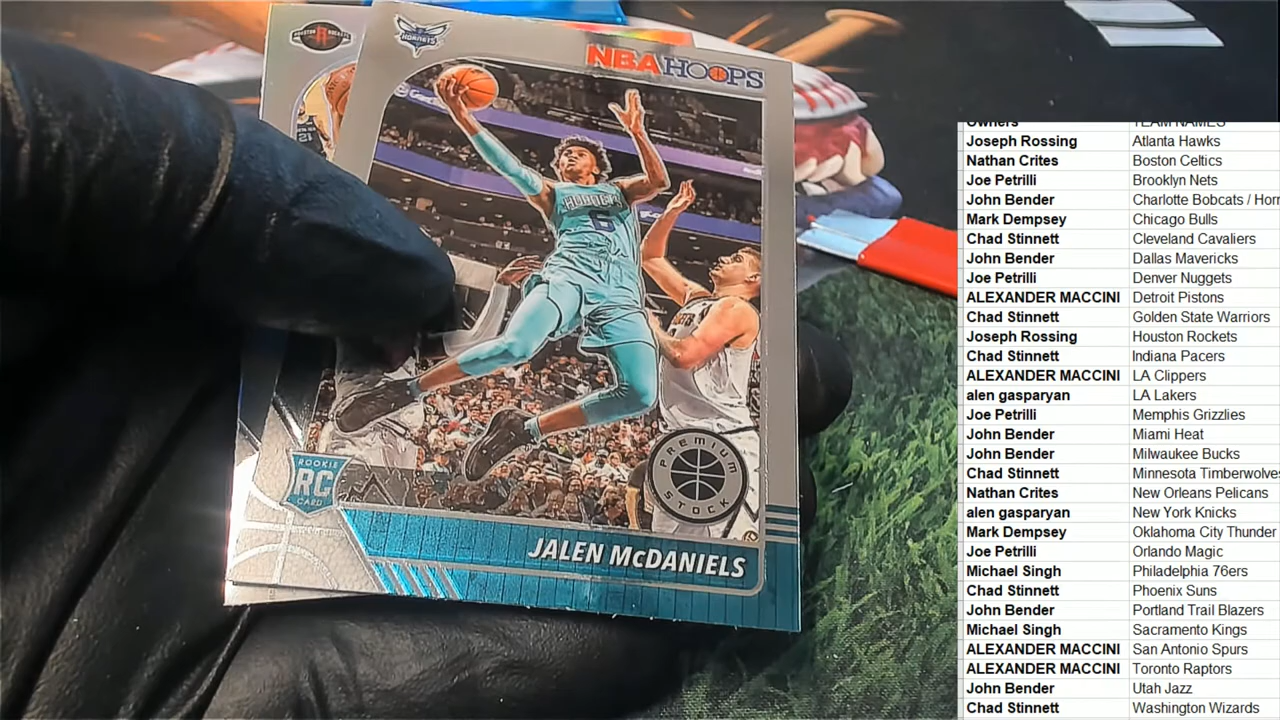 HORNETS
NBA HOOPS
HORNETS
6
21
PREMIUM
STOCK
ROOKIE
RC
CARD
JALEN McDANIELS
Owners TEAM NAMES
Joseph Rossing Atlanta Hawks
Nathan Crites Boston Celtics
Joe Petrilli Brooklyn Nets
John Bender Charlotte Bobcats / Horr
Mark Dempsey Chicago Bulls
Chad Stinnett Cleveland Cavaliers
John Bender Dallas Mavericks
Joe Petrilli Denver Nuggets
ALEXANDER MACCINI Detroit Pistons
Chad Stinnett Golden State Warriors
Joseph Rossing Houston Rockets
Chad Stinnett Indiana Pacers
ALEXANDER MACCINI LA Clippers
alen gasparyan LA Lakers
Joe Petrilli Memphis Grizzlies
John Bender Miami Heat
John Bender Milwaukee Bucks
Chad Stinnett Minnesota Timberwolve
Nathan Crites New Orleans Pelicans
alen gasparyan New York Knicks
Mark Dempsey Oklahoma City Thunder
Joe Petrilli Orlando Magic
Michael Singh Philadelphia 76ers
Chad Stinnett Phoenix Suns
John Bender Portland Trail Blazers
Michael Singh Sacramento Kings
ALEXANDER MACCINI San Antonio Spurs
ALEXANDER MACCINI Toronto Raptors
John Bender Utah Jazz
Chad Stinnett Washington Wizards